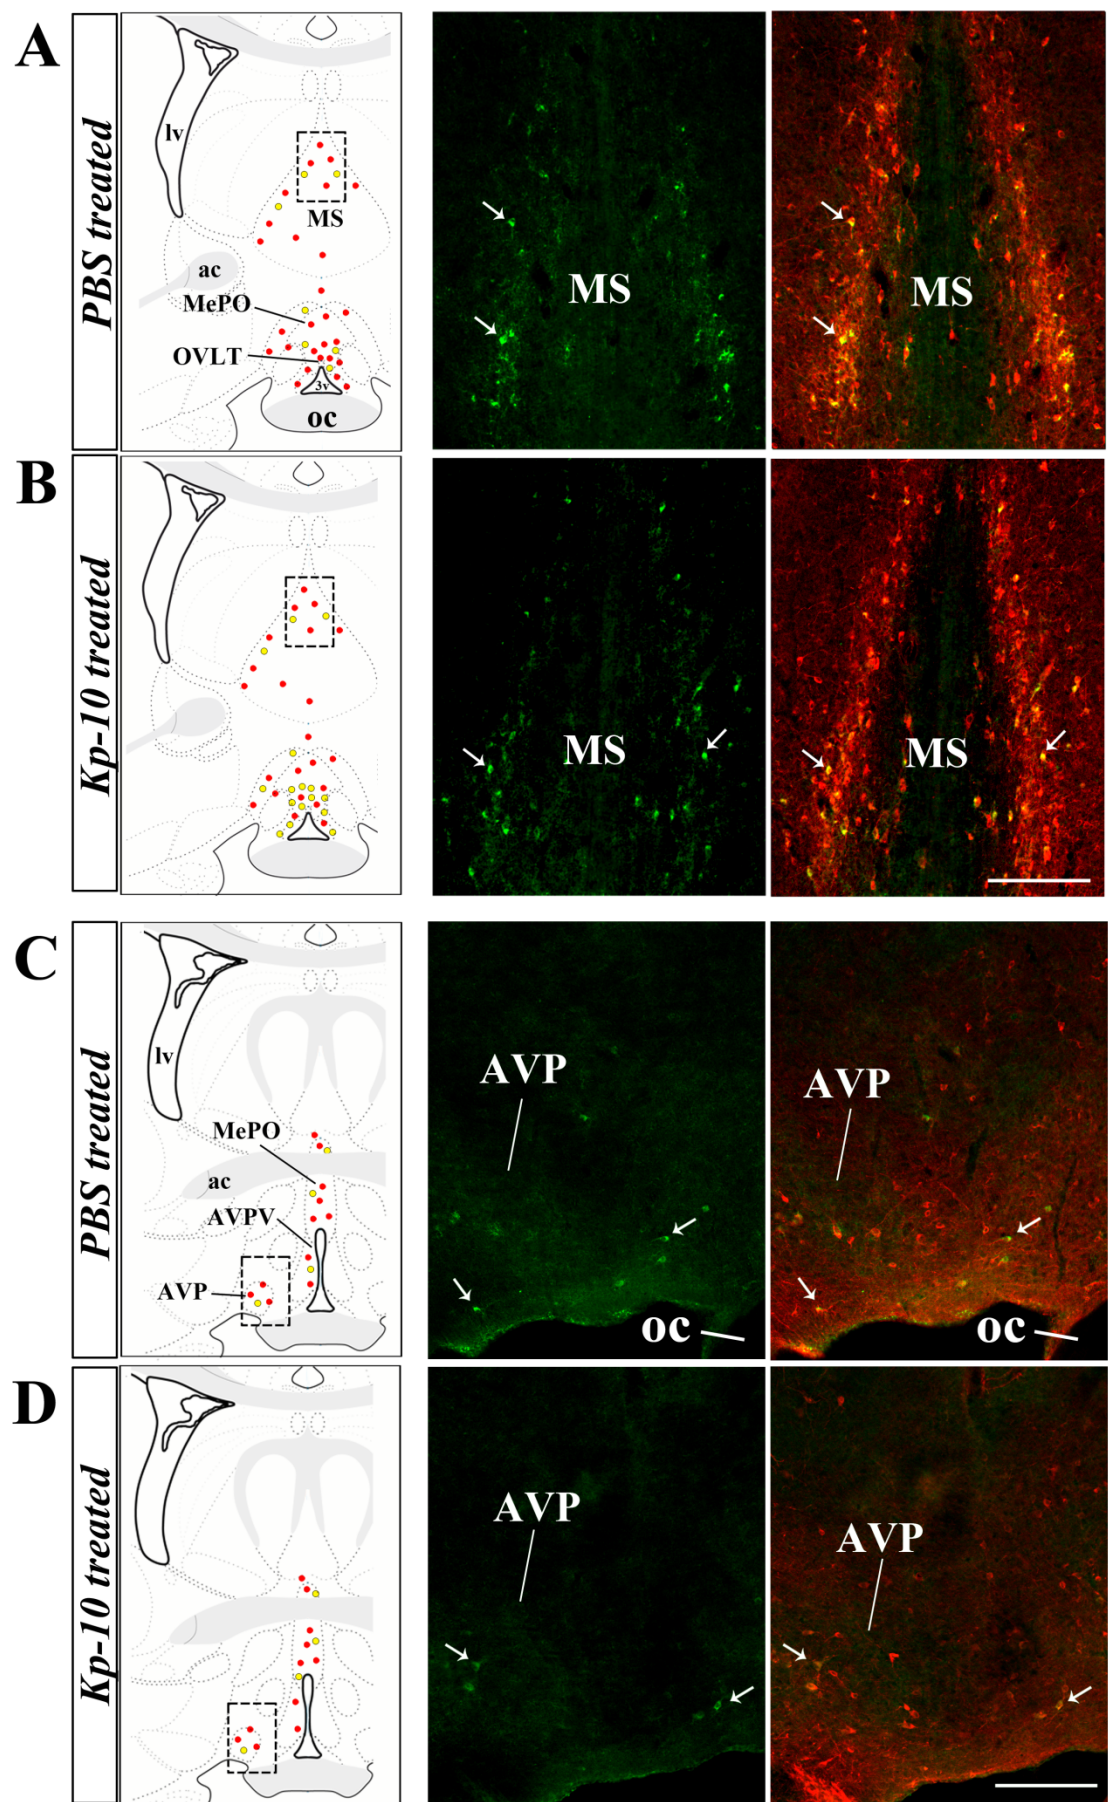 A
PBS treated
lv
MS
ac
MePO
OVLT
3v
oc
MS
MS
B
Kp-10 treated
MS
MS
C
PBS treated
lv
MePO
ac
AVPV
AVP
AVP
oc
AVP
oc
D
Kp-10 treated
AVP
AVP